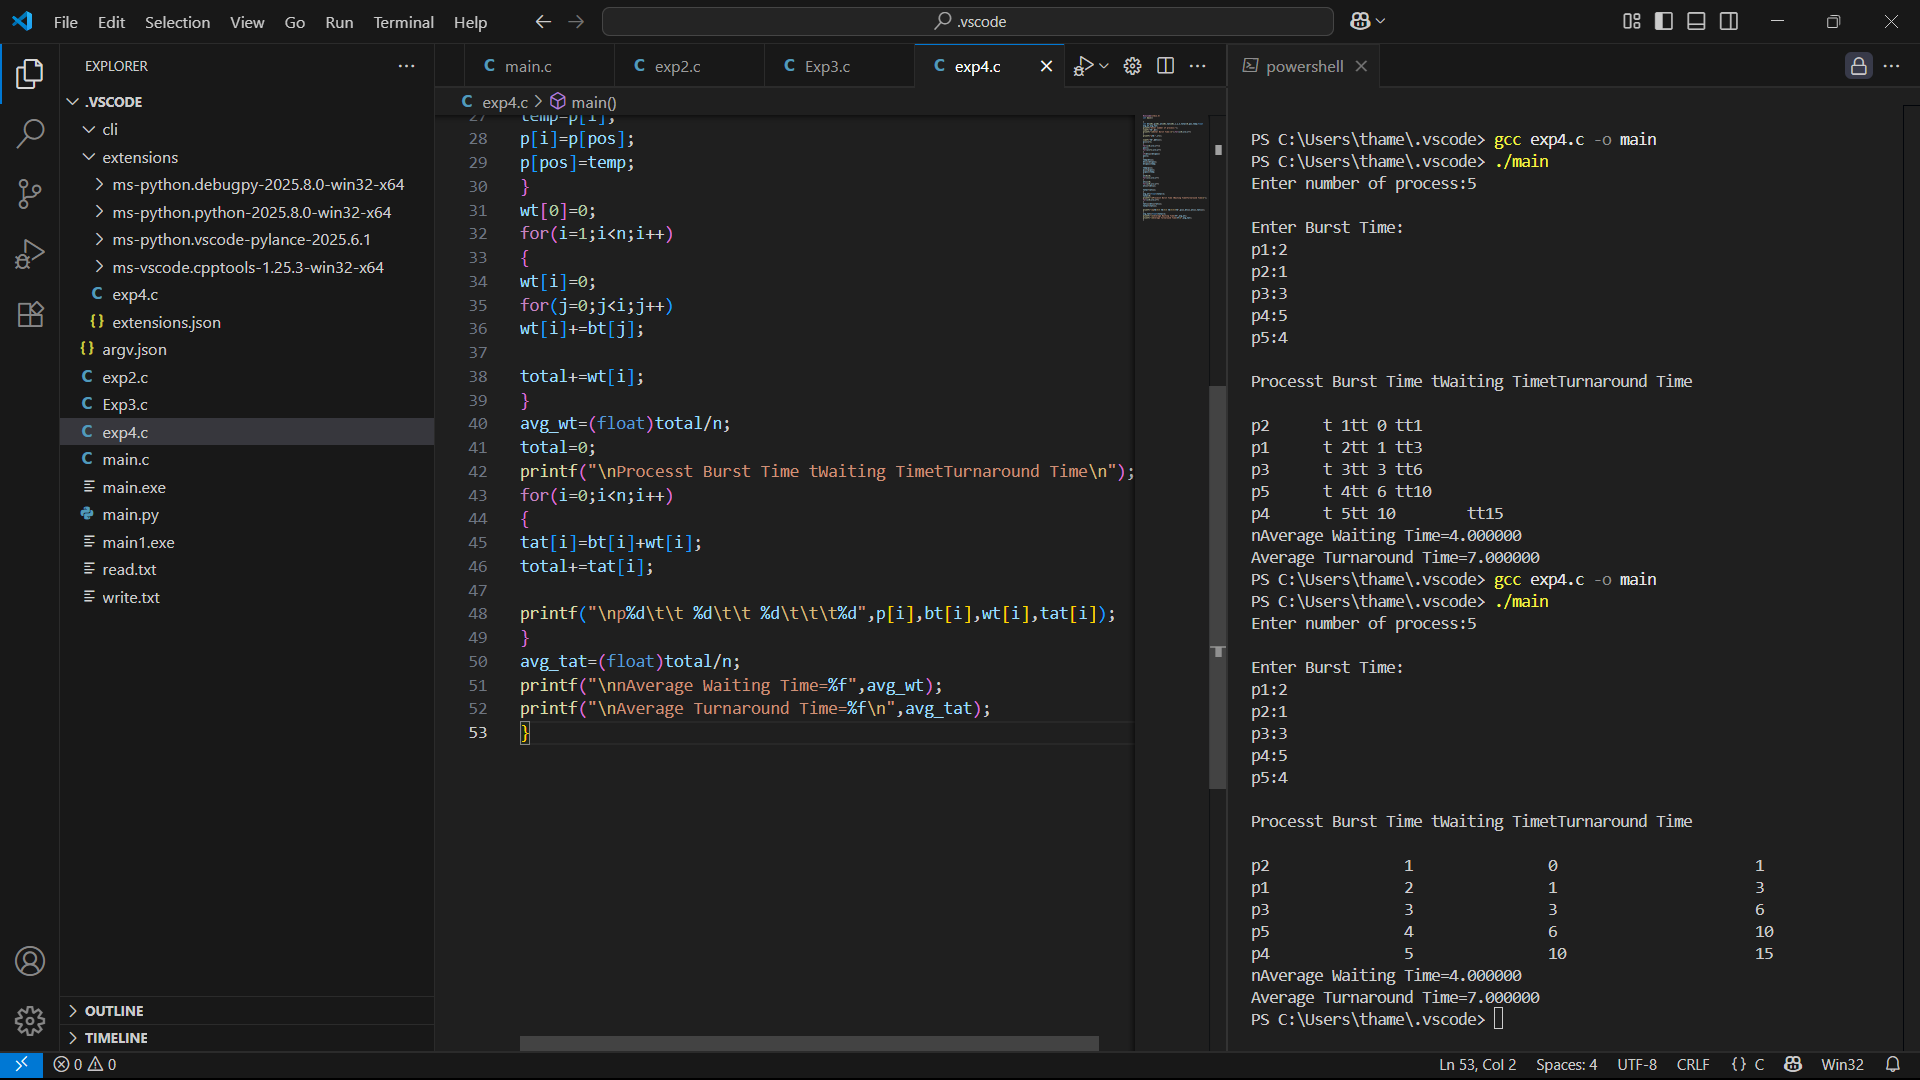 File Edit Selection View Go Run Terminal Help
.vscode
EXPLORER
.VSCODE
cli
extensions
ms-python.debugpy-2025.8.0-win32-x64
ms-python.python-2025.8.0-win32-x64
ms-python.vscode-pylance-2025.6.1
ms-vscode.cpptools-1.25.3-win32-x64
C exp4.c
{} extensions.json
{} argv.json
C exp2.c
C Exp3.c
C exp4.c
C main.c
main.exe
main.py
main1.exe
read.txt
write.txt
OUTLINE
TIMELINE
C main.c C exp2.c C Exp3.c C exp4.c
C exp4.c > main()
27 temp=p[i];
28 p[i]=p[pos];
29 p[pos]=temp;
30 }
31 wt[0]=0;
32 for(i=1;i<n;i++)
33 {
34 wt[i]=0;
35 for(j=0;j<i;j++)
36 wt[i]+=bt[j];
37
38 total+=wt[i];
39 }
40 avg_wt=(float)total/n;
41 total=0;
42 printf("\nProcesst Burst Time tWaiting TimetTurnaround Time\n");
43 for(i=0;i<n;i++)
44 {
45 tat[i]=bt[i]+wt[i];
46 total+=tat[i];
47
48 printf("\np%d\t\t %d\t\t %d\t\t\t%d",p[i],bt[i],wt[i],tat[i]);
49 }
50 avg_tat=(float)total/n;
51 printf("\nnAverage Waiting Time=%f",avg_wt);
52 printf("\nAverage Turnaround Time=%f\n",avg_tat);
53 }
powershell
PS C:\Users\thame\.vscode> gcc exp4.c -o main
PS C:\Users\thame\.vscode> ./main
Enter number of process:5
Enter Burst Time:
p1:2
p2:1
p3:3
p4:5
p5:4
Processt Burst Time tWaiting TimetTurnaround Time
p2 t 1tt 0 tt1
p1 t 2tt 1 tt3
p3 t 3tt 3 tt6
p5 t 4tt 6 tt10
p4 t 5tt 10 tt15
nAverage Waiting Time=4.000000
Average Turnaround Time=7.000000
PS C:\Users\thame\.vscode> gcc exp4.c -o main
PS C:\Users\thame\.vscode> ./main
Enter number of process:5
Enter Burst Time:
p1:2
p2:1
p3:3
p4:5
p5:4
Processt Burst Time tWaiting TimetTurnaround Time
p2 1 0 1
p1 2 1 3
p3 3 3 6
p5 4 6 10
p4 5 10 15
nAverage Waiting Time=4.000000
Average Turnaround Time=7.000000
PS C:\Users\thame\.vscode>
0 0
Ln 53, Col 2 Spaces: 4 UTF-8 CRLF {} C Win32